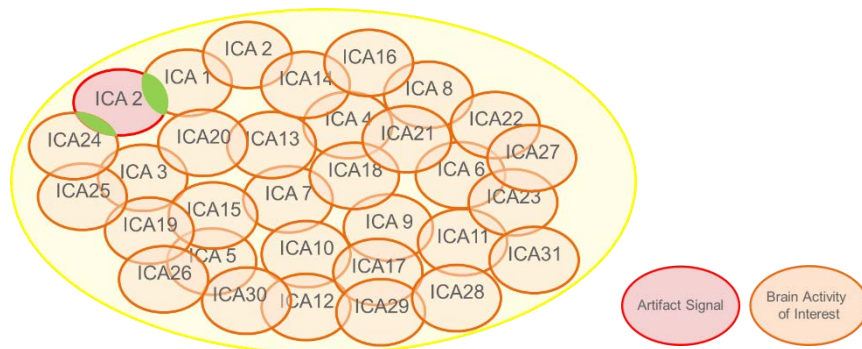 ICA 2
ICA16
ICA 1
ICA14
ICA 8
ICA 2
ICA 4
ICA22
ICA24
ICA20
ICA13
ICA21
ICA27
ICA 3
ICA18
ICA 6
ICA25
ICA 7
ICA23
ICA15
ICA19
ICA 9
ICA11
ICA 5
ICA10
ICA31
ICA26
ICA17
ICA30
ICA12
ICA29
ICA28
Artifact Signal
Brain Activity
of Interest